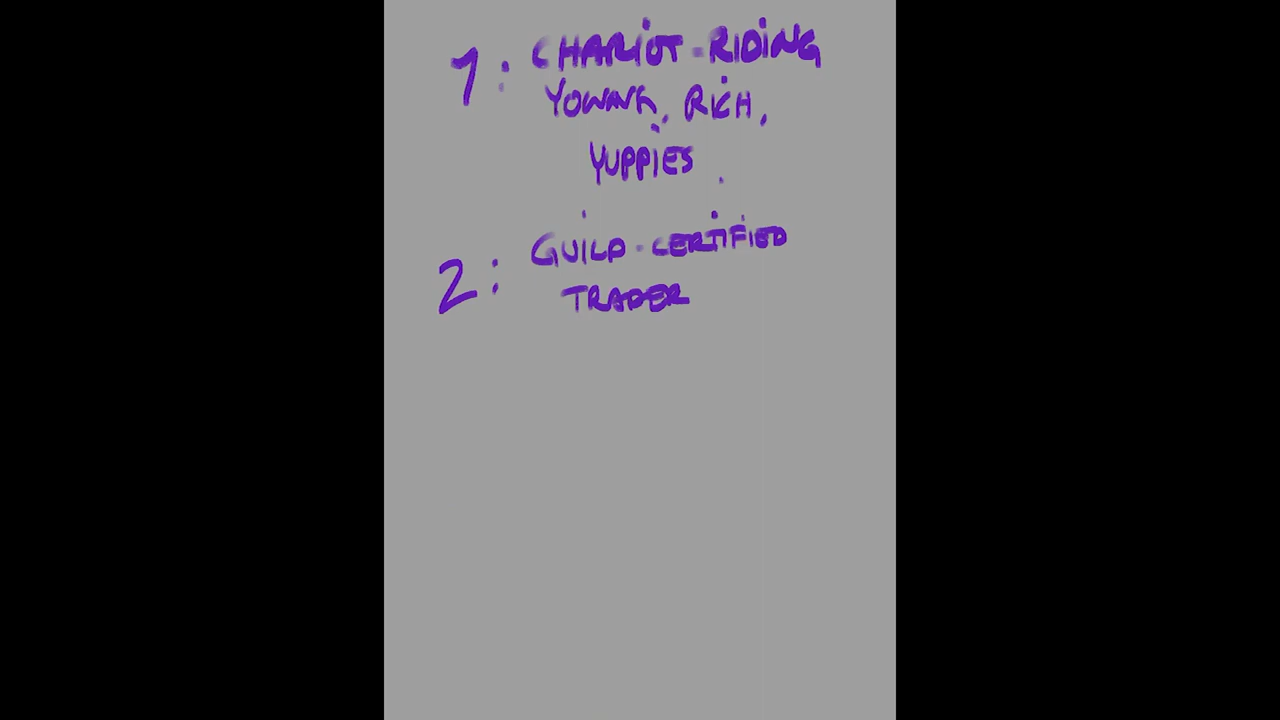 1: CHARiOT-RiDiNG
YOUNG, RiCH,
YUPPiES.
2: GUiLD-CERTiFiED
TRADER